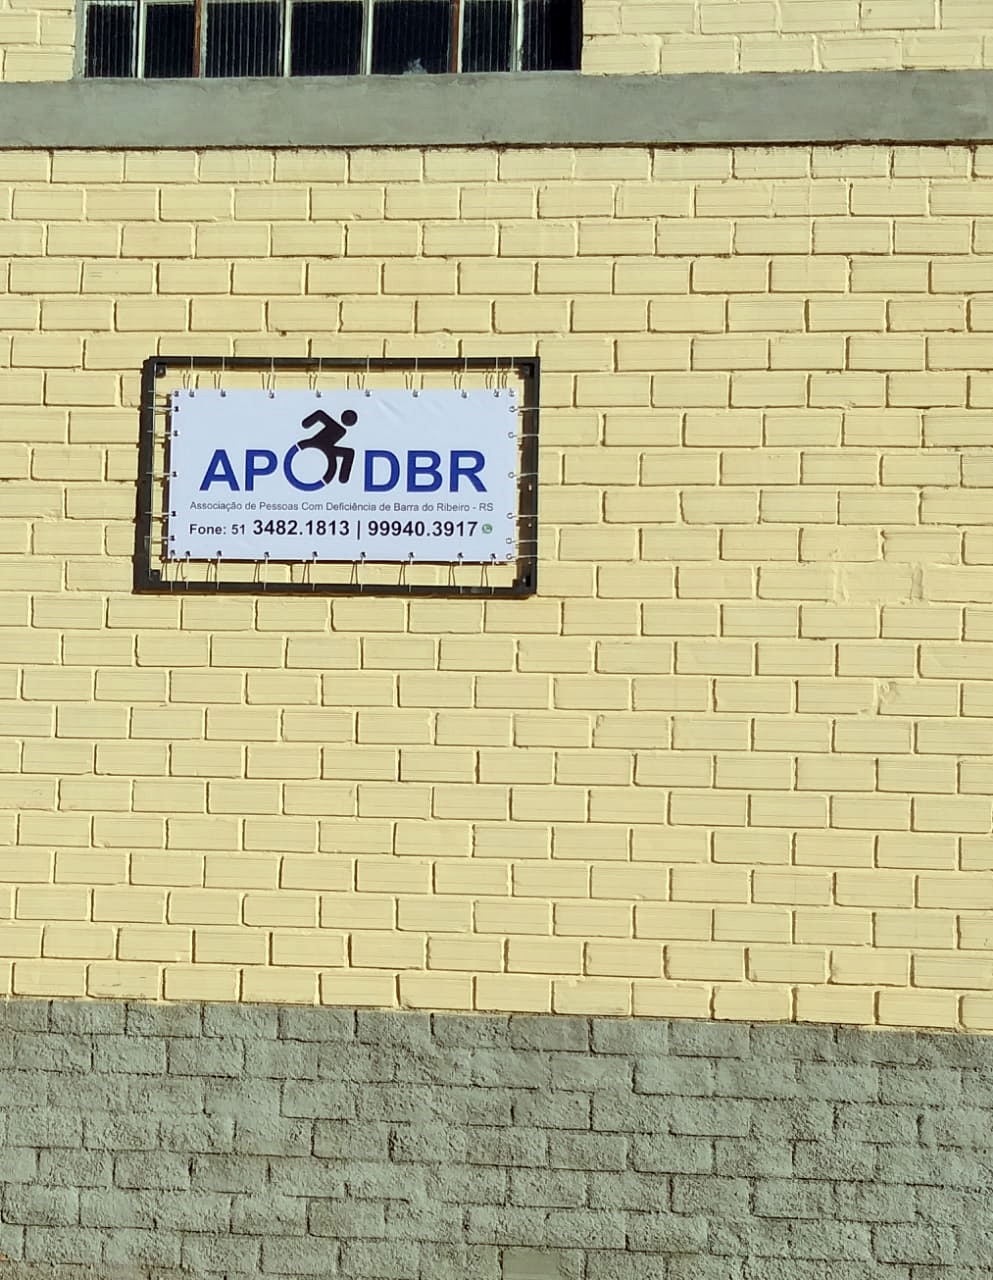 APODBR
Associação de Pessoas Com Deficiência de Barra do Ribeiro - RS
Fone: 51 3482.1813 | 99940.3917